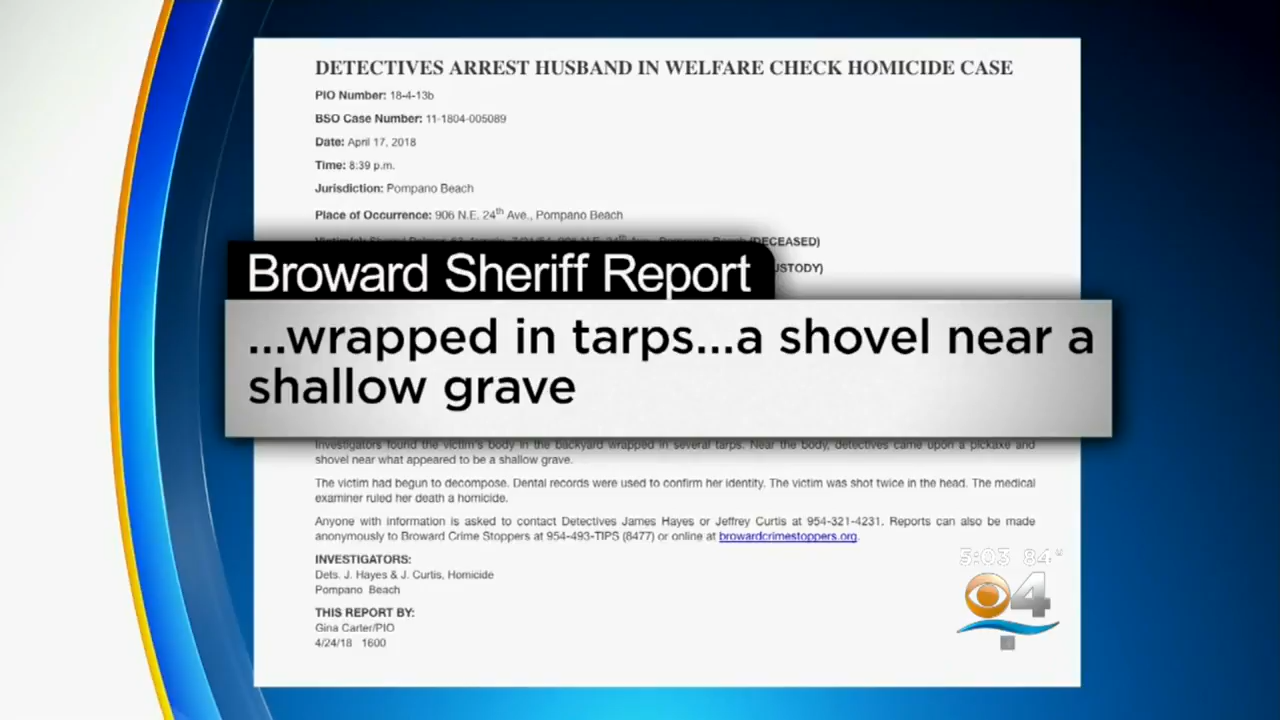 DETECTIVES ARREST HUSBAND IN WELFARE CHECK HOMICIDE CASE
PIO Number: 18-4-13b
BSO Case Number: 11-1804-005089
Date: April 17, 2018
Time: 8:39 p.m.
Jurisdiction: Pompano Beach
Place of Occurrence: 906 N.E. 24th Ave., Pompano Beach
(DECEASED)
USTODY)
Broward Sheriff Report
...wrapped in tarps...a shovel near a
shallow grave
Investigators found the victim's body in the backyard wrapped in several tarps. Near the body, detectives came upon a pickaxe and
shovel near what appeared to be a shallow grave.
The victim had begun to decompose. Dental records were used to confirm her identity. The victim was shot twice in the head. The medical
examiner ruled her death a homicide.
Anyone with information is asked to contact Detectives James Hayes or Jeffrey Curtis at 954-321-4231. Reports can also be made
anonymously to Broward Crime Stoppers at 954-493-TIPS (8477) or online at browardcrimestoppers.org.
INVESTIGATORS:
Dets. J. Hayes & J. Curtis, Homicide
Pompano Beach
THIS REPORT BY:
Gina Carter/PIO
4/24/18 1600
5:03 84°
4